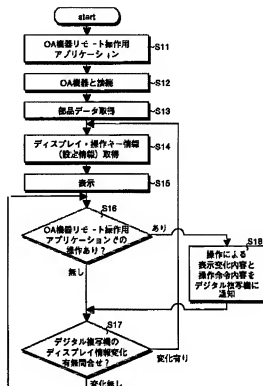 start
OA機器リモート操作用
アプリケーション
S11
OA機器と接続
S12
部品データ取得
S13
ディスプレイ・操作キー情報
(設定情報)取得
S14
表示
S15
S16
OA機器リモート操作用
アプリケーションでの
操作あり?
あり
無し
S18
操作による
表示変化内容と
操作命令内容を
デジタル複写機に
通知
S17
デジタル複写機の
ディスプレイ情報変化
有無問合せ?
変化有り
変化無し